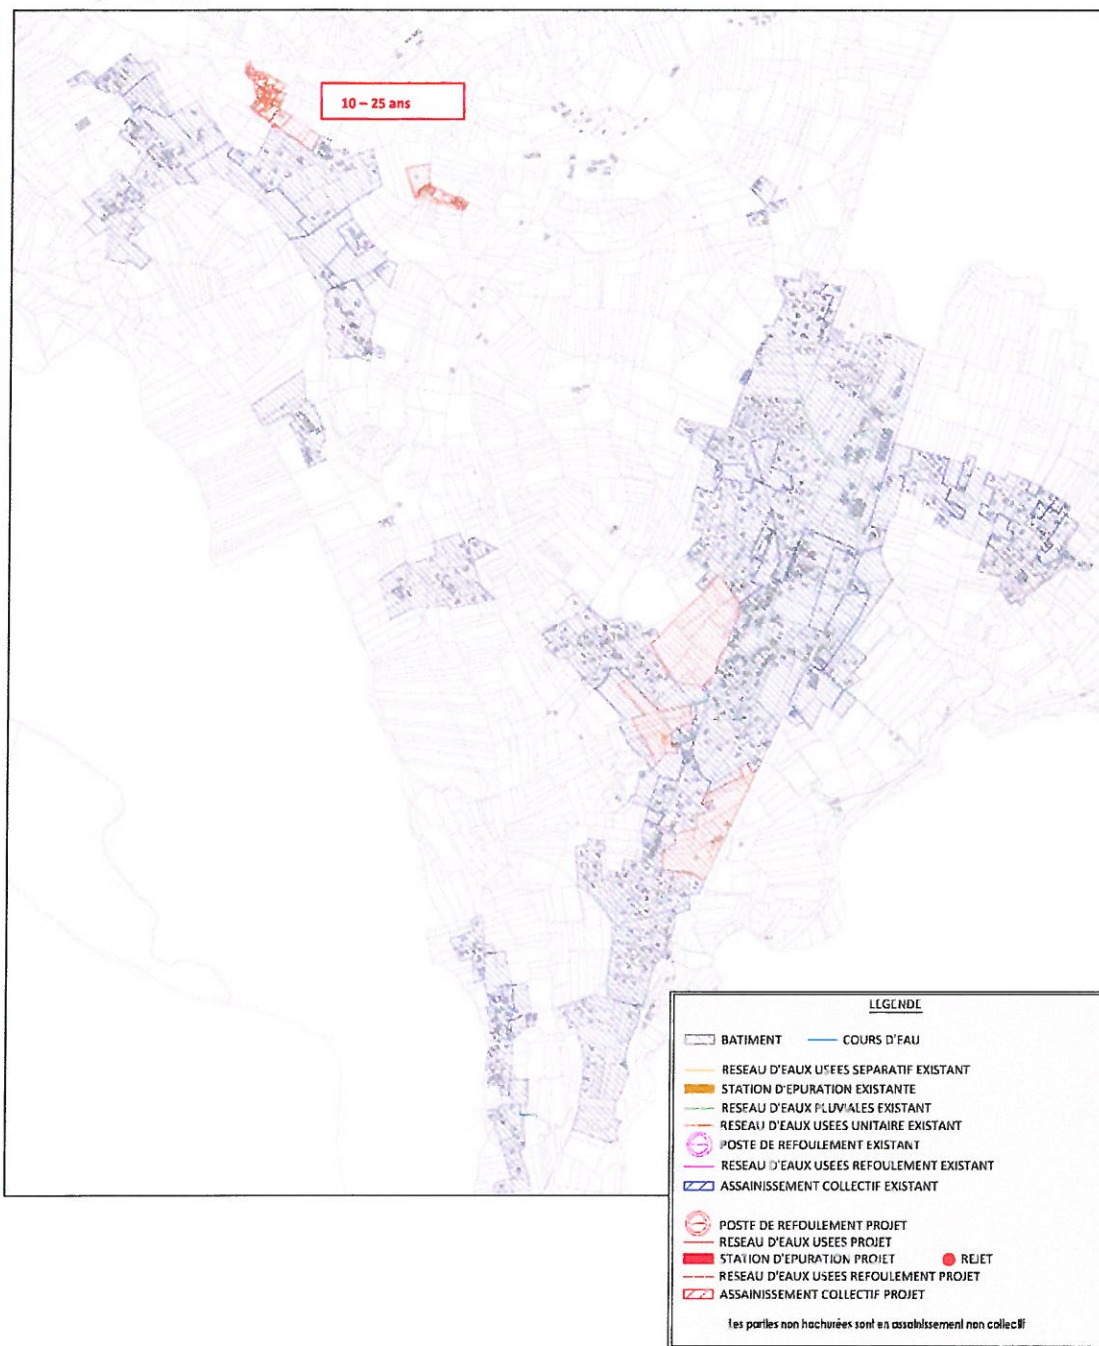 10 – 25 ans
LEGENDE
BATIMENT COURS D'EAU
RESEAU D'EAUX USEES SEPARATIF EXISTANT
STATION D'EPURATION EXISTANTE
RESEAU D'EAUX PLUVIALES EXISTANT
RESEAU D'EAUX USEES UNITAIRE EXISTANT
POSTE DE REFOULEMENT EXISTANT
RESEAU D'EAUX USEES REFOULEMENT EXISTANT
ASSAINISSEMENT COLLECTIF EXISTANT
POSTE DE REFOULEMENT PROJET
RESEAU D'EAUX USEES PROJET
STATION D'EPURATION PROJET REJET
RESEAU D'EAUX USEES REFOULEMENT PROJET
ASSAINISSEMENT COLLECTIF PROJET
Les parties non hachurées sont en assainissement non collectif